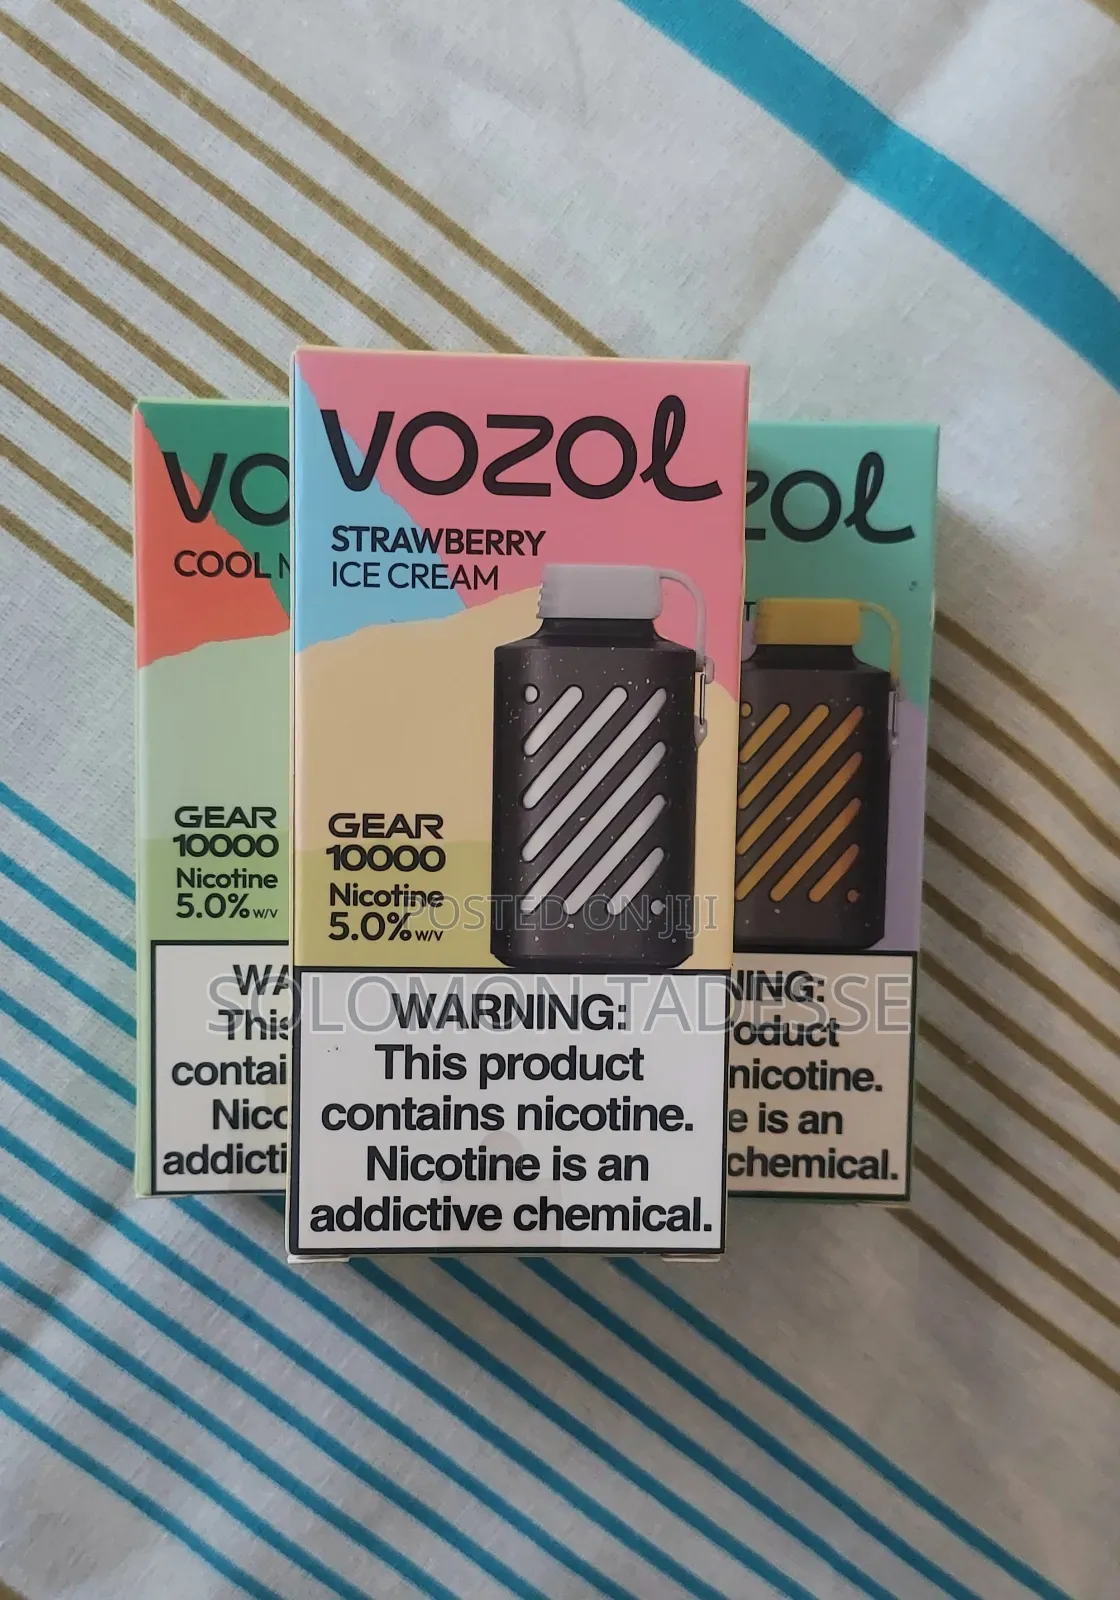 VO
COOL
GEAR
10000
Nicotine
5.0% w/v
WA
This
contai
Nico
addicti
VOZOL
STRAWBERRY
ICE CREAM
GEAR
10000
Nicotine
5.0% w/v
WARNING:
This product
contains nicotine.
Nicotine is an
addictive chemical.
ZOL
T
NING:
roduct
nicotine.
e is an
chemical.
POSTED ON JIJI
SOLOMON TADESSE